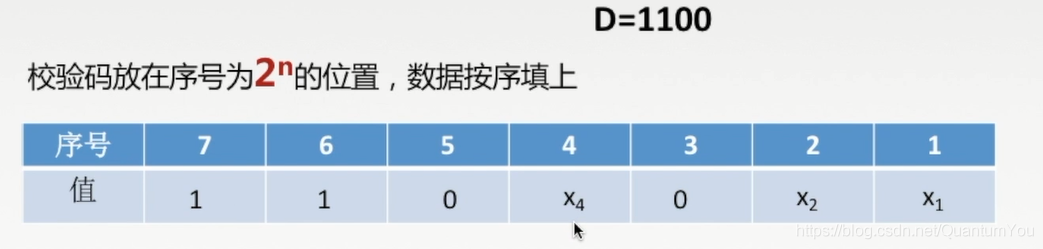 D=1100
校验码放在序号为2ⁿ的位置，数据按序填上
序号 7 6 5 4 3 2 1
值 1 1 0 x₄ 0 x₂ x₁
https://blog.csdn.net/QuantumYou